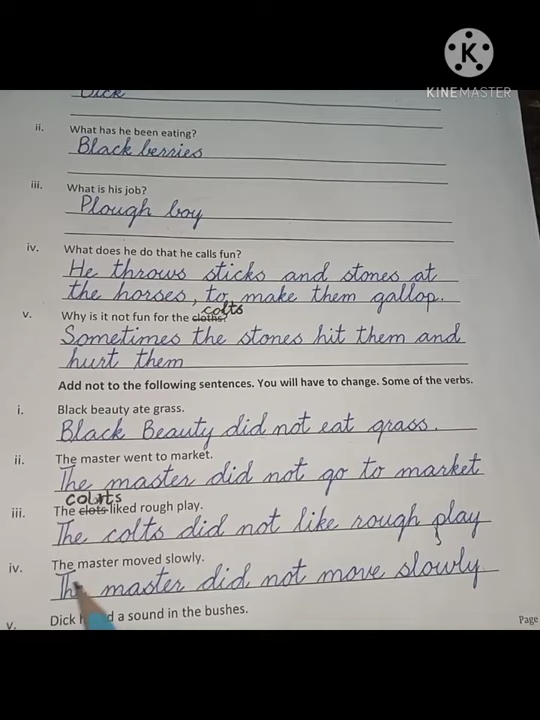 K
KINEMASTER
Dick
ii. What has he been eating?
Black berries
iii. What is his job?
Plough boy
iv. What does he do that he calls fun?
He throws sticks and stones at
the horses, to make them gallop.
colts
v. Why is it not fun for the cloths?
Sometimes the stones hit them and
hurt them
Add not to the following sentences. You will have to change. Some of the verbs.
i. Black beauty ate grass.
Black Beauty did not eat grass.
ii. The master went to market.
The master did not go to market
colts
iii. The clots liked rough play.
The colts did not like rough play
iv. The master moved slowly.
The master did not move slowly
v. Dick a sound in the bushes.
Page